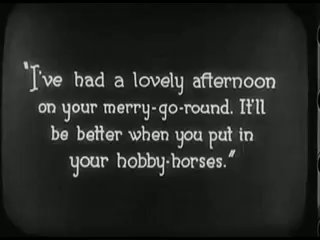 "I've had a lovely afternoon
on your merry-go-round. It'll
be better when you put in
your hobby-horses."